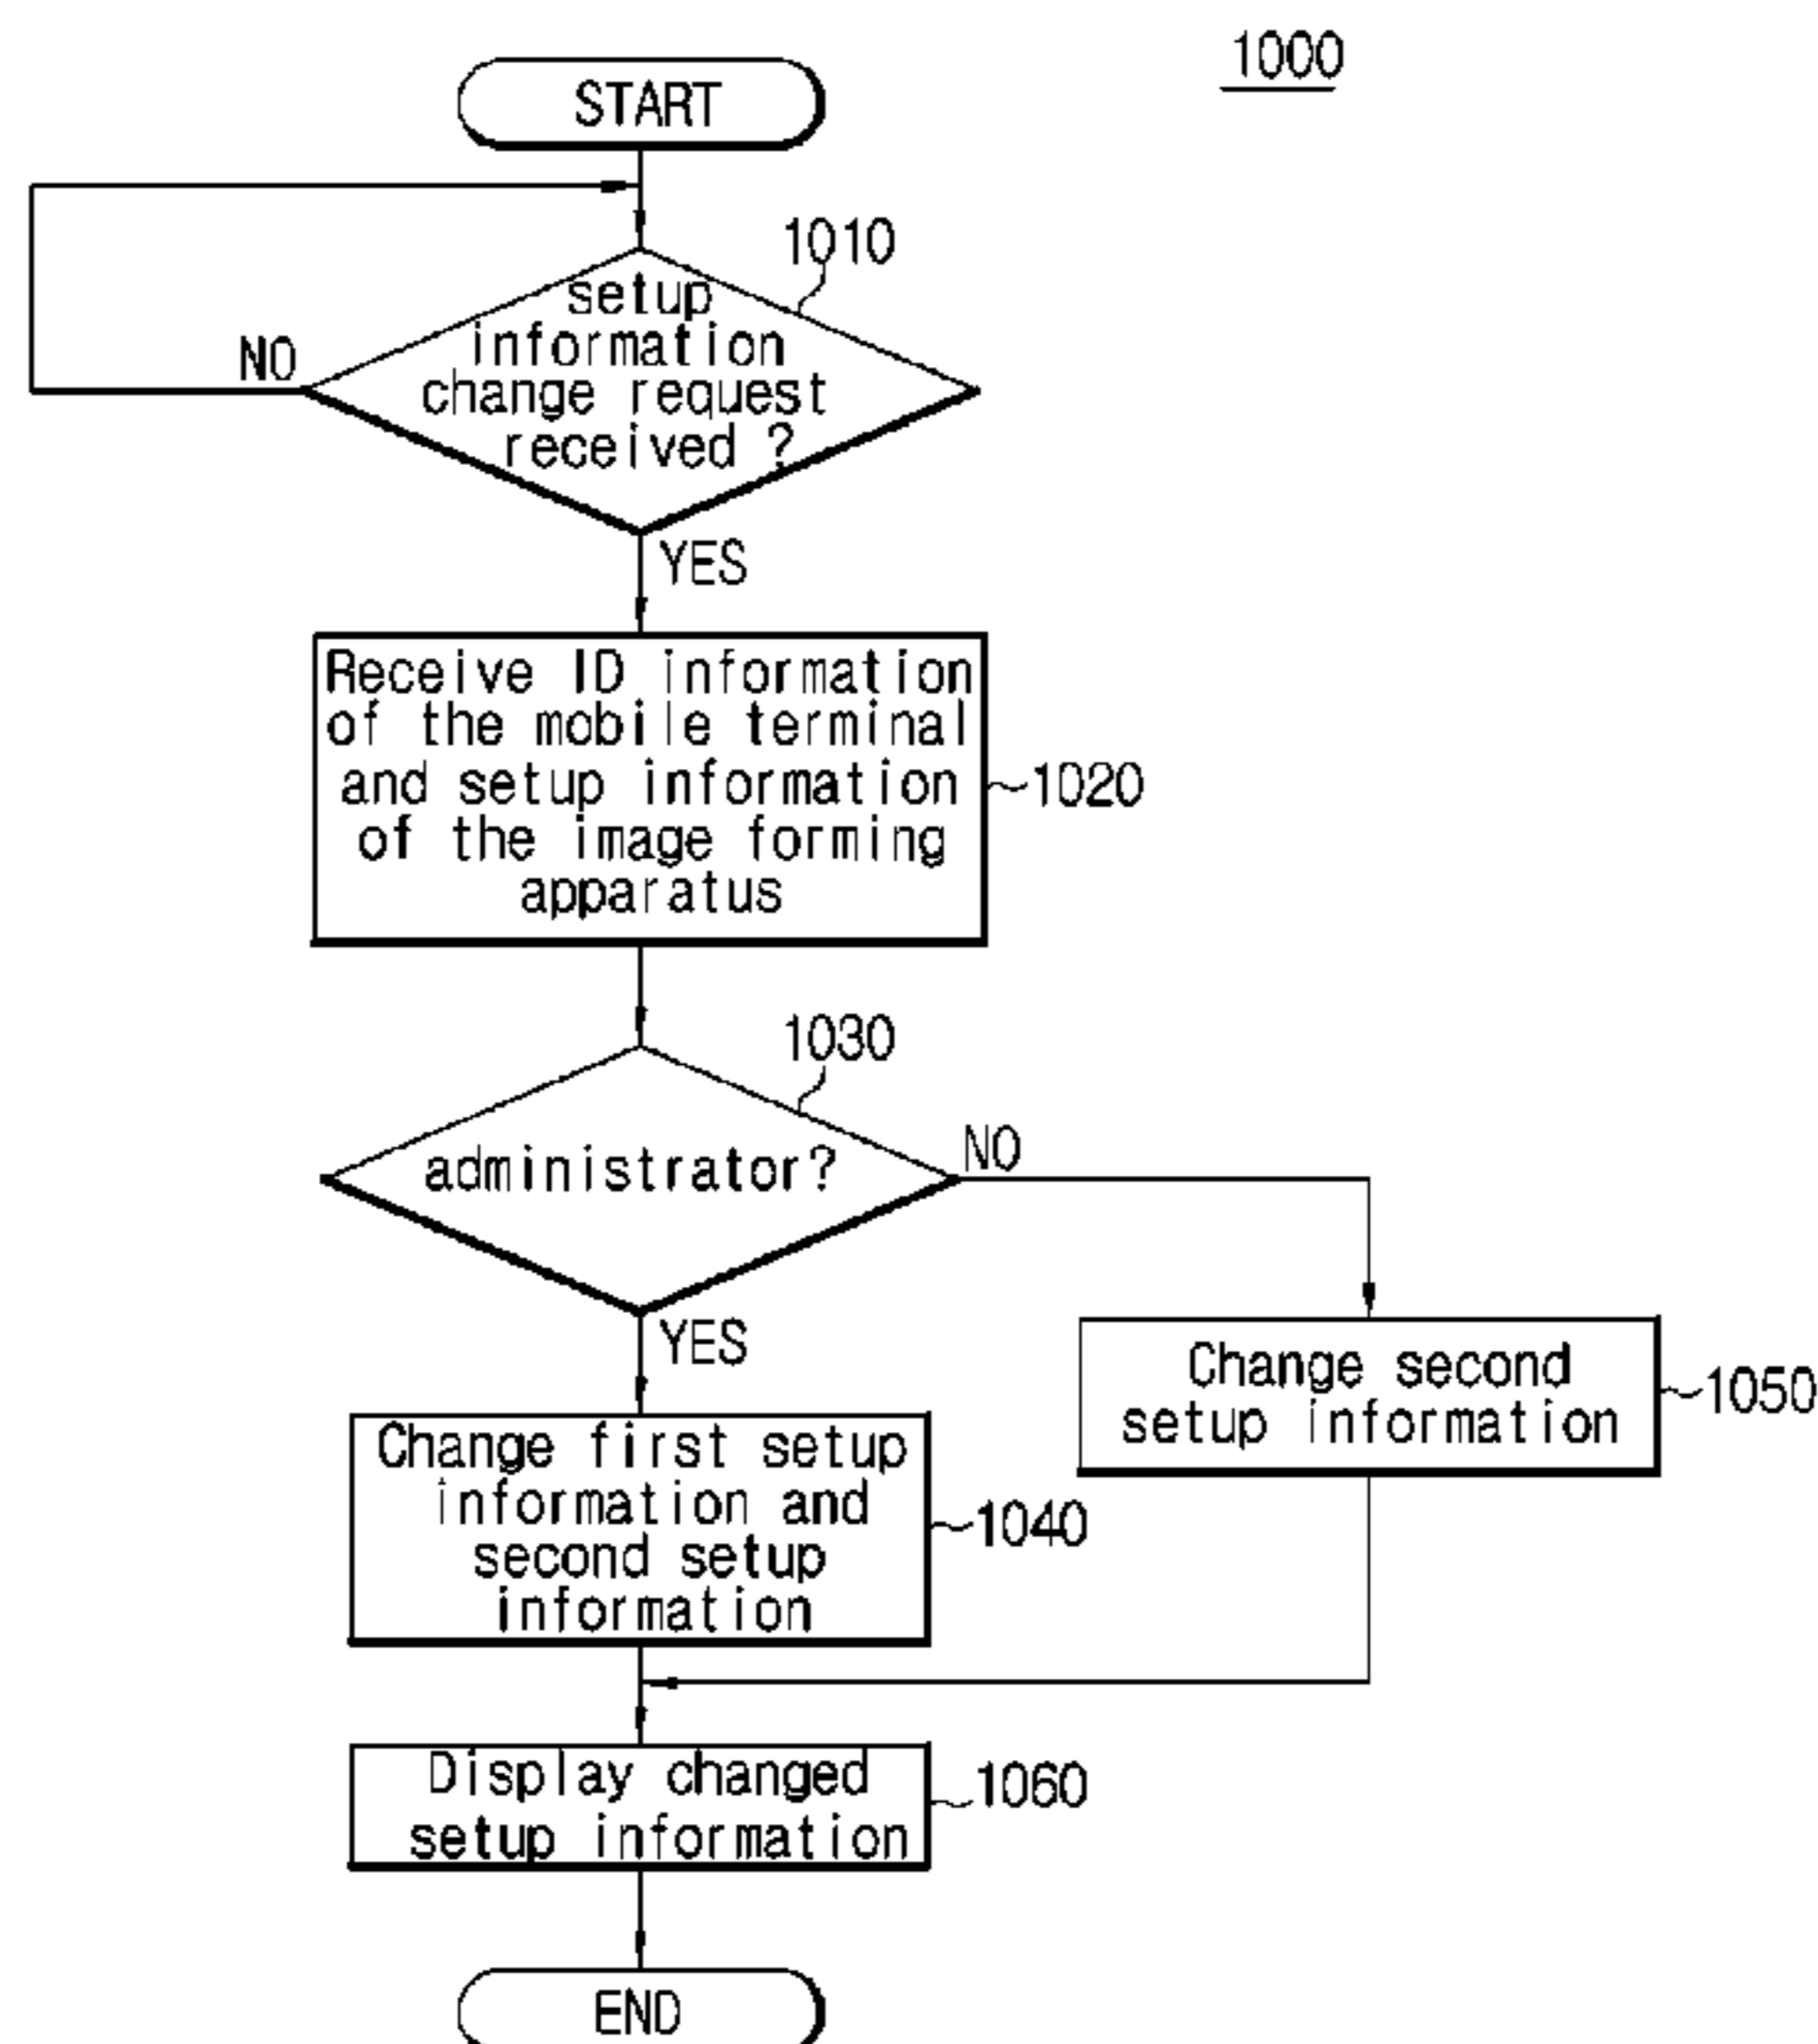 1000
START
1010
setup
information
change request
received ?
NO
YES
Receive ID information
of the mobile terminal
and setup information
of the image forming
apparatus
1020
1030
administrator?
NO
YES
Change second
setup information
1050
Change first setup
information and
second setup
information
1040
Display changed
setup information
1060
END